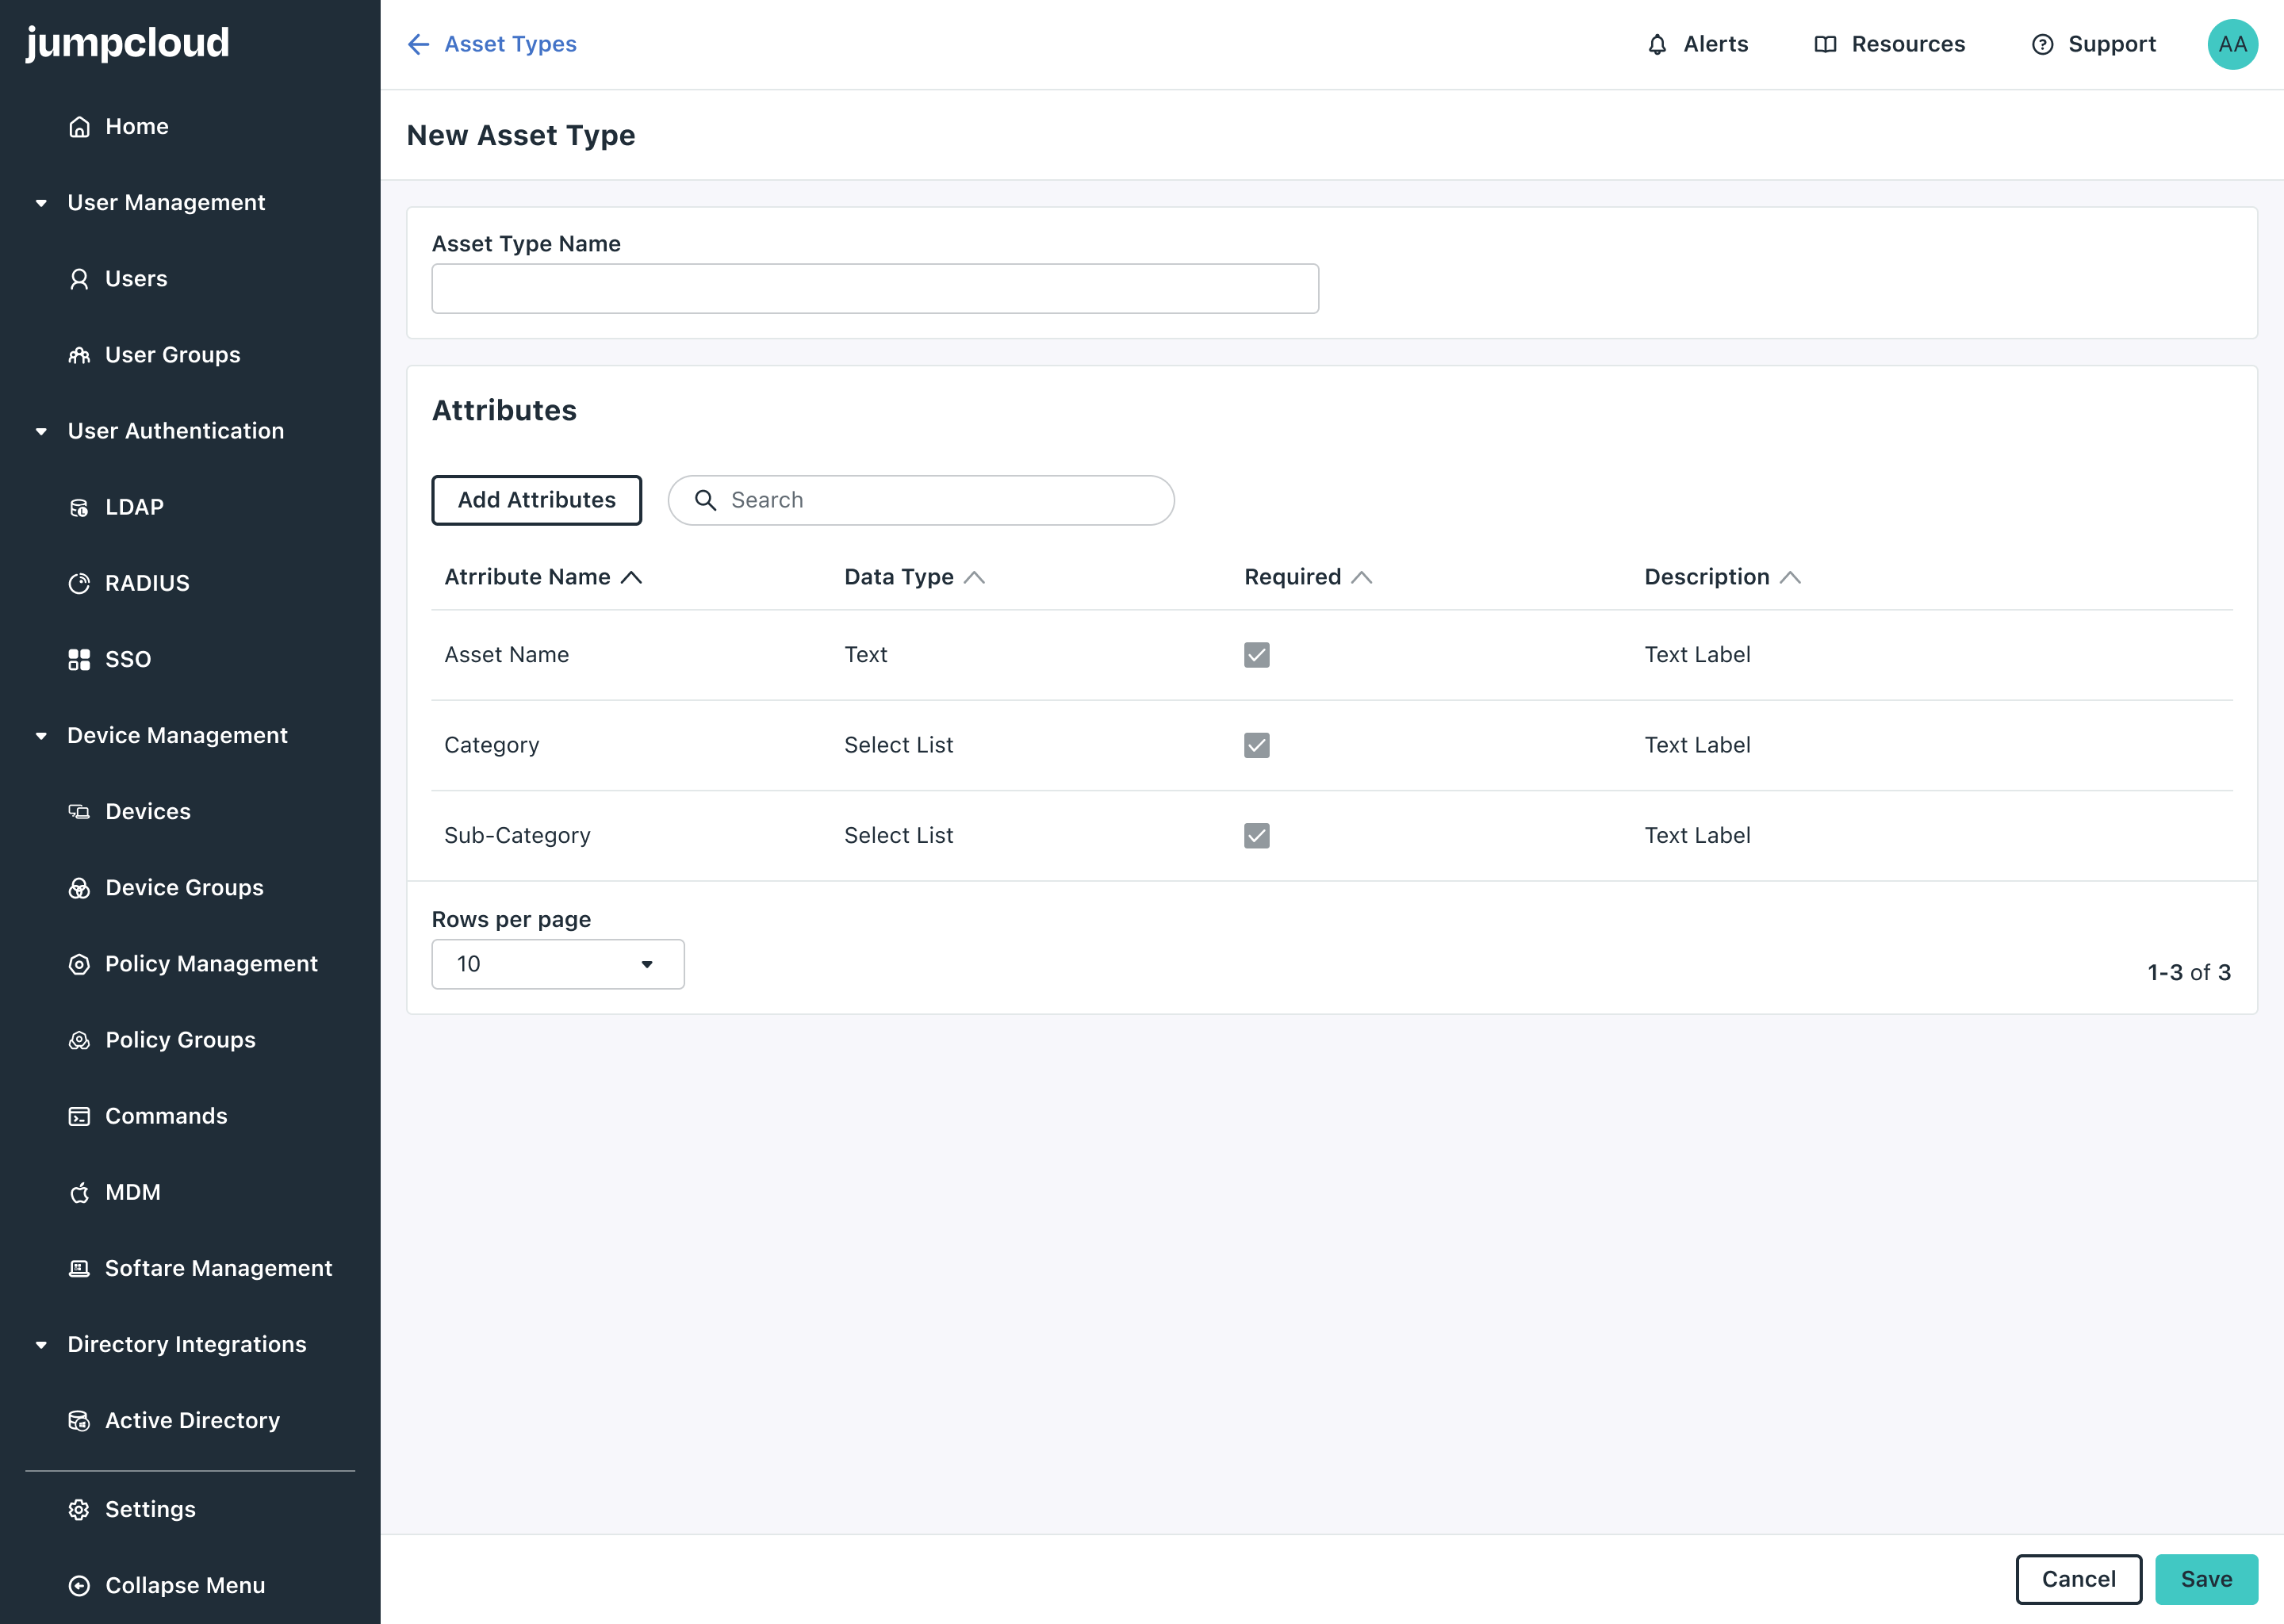 jumpcloud
Home
User Management
Users
User Groups
User Authentication
LDAP
RADIUS
SSO
Device Management
Devices
Device Groups
Policy Management
Policy Groups
Commands
MDM
Softare Management
Directory Integrations
Active Directory
Settings
Collapse Menu
Asset Types
Alerts
Resources
Support
AA
New Asset Type
Asset Type Name
Attributes
Add Attributes
Search
Atrribute Name
Data Type
Required
Description
Asset Name
Text
Text Label
Category
Select List
Text Label
Sub-Category
Select List
Text Label
Rows per page
10
1-3 of 3
Cancel
Save